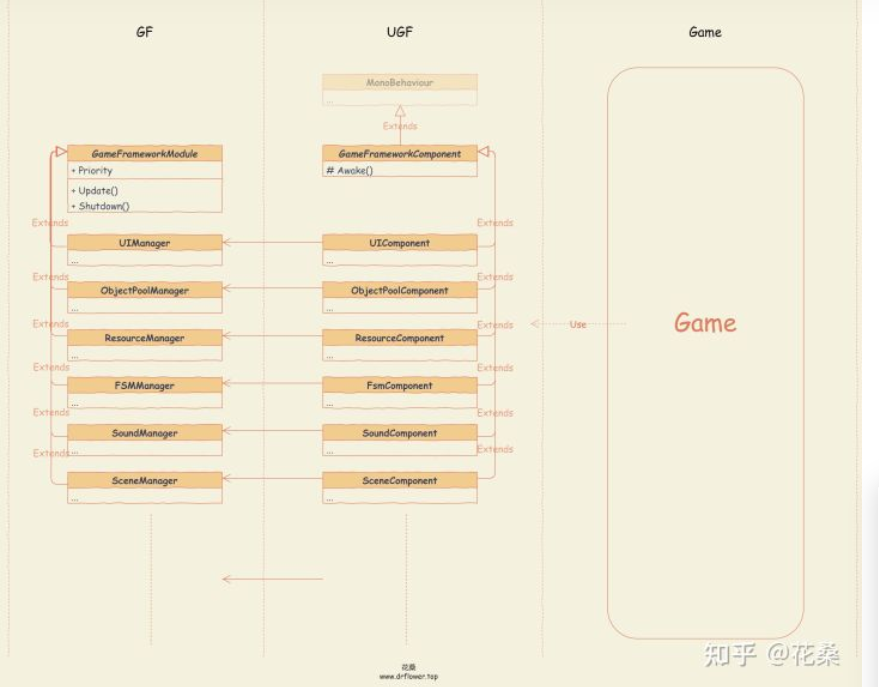 GF
UGF
Game
MonoBehaviour
...
Extends
GameFrameworkModule
+ Priority
+ Update()
+ Shutdown()
GameFrameworkComponent
# Awake()
Extends
Extends
UIManager
...
UIComponent
...
Extends
Extends
ObjectPoolManager
...
ObjectPoolComponent
...
Extends
Extends
Use
Game
ResourceManager
...
ResourceComponent
...
Extends
Extends
FSMManager
...
FsmComponent
...
Extends
Extends
SoundManager
...
SoundComponent
...
Extends
Extends
SceneManager
...
SceneComponent
...
知乎 @花桑
花桑
www.drflower.top